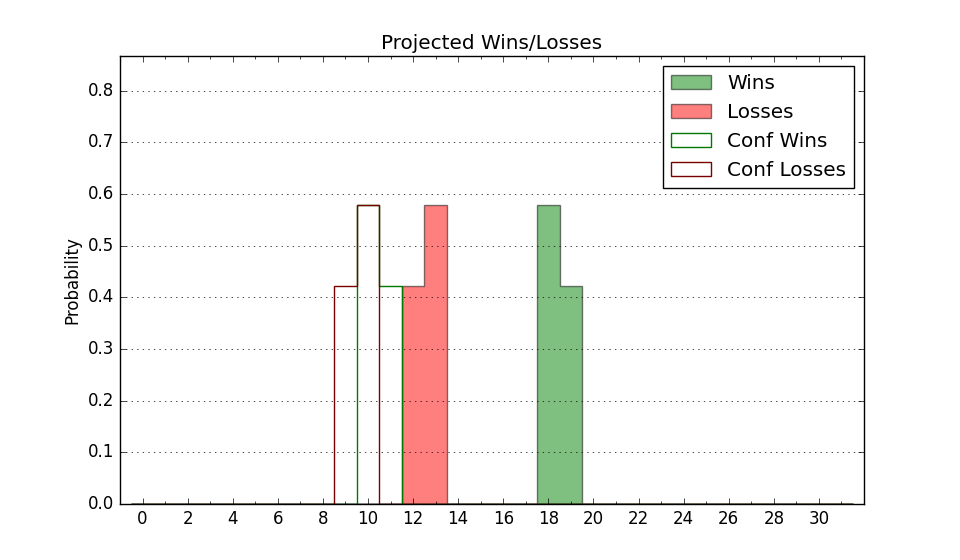 Projected Wins/Losses
Wins
Losses
Conf Wins
Conf Losses
Probability
0.8
0.7
0.6
0.5
0.4
0.3
0.2
0.1
0.0
0 2 4 6 8 10 12 14 16 18 20 22 24 26 28 30